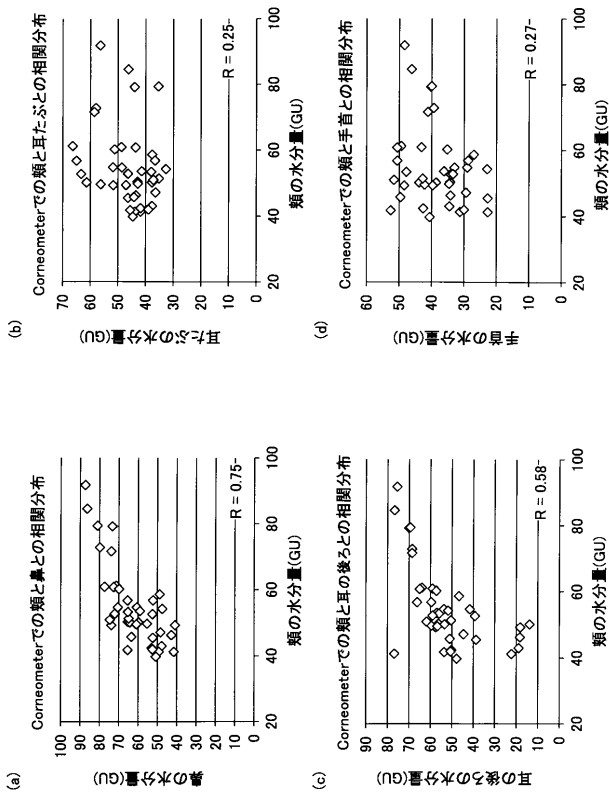 (a)
Corneometerでの頬と鼻との相関分布
鼻の水分量(GU)
100
90
80
70
60
50
40
30
20
10
0
R = 0.75
20
40
60
80
100
頬の水分量(GU)
(b)
Corneometerでの頬と耳たぶとの相関分布
耳たぶの水分量(GU)
70
60
50
40
30
20
10
0
R = 0.25
20
40
60
80
100
頬の水分量(GU)
(c)
Corneometerでの頬と耳の後ろとの相関分布
耳の後ろの水分量(GU)
90
80
70
60
50
40
30
20
10
0
R = 0.58
20
40
60
80
100
頬の水分量(GU)
(d)
Corneometerでの頬と手首との相関分布
手首の水分量(GU)
60
50
40
30
20
10
0
R = 0.27
20
40
60
80
100
頬の水分量(GU)